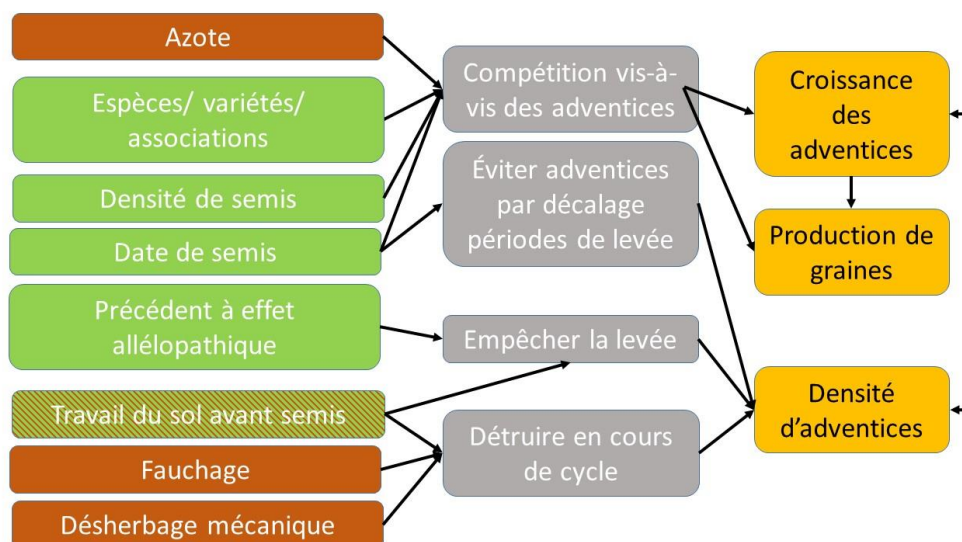 Azote
Espèces/ variétés/
associations
Densité de semis
Date de semis
Précédent à effet
allélopathique
Travail du sol avant semis
Fauchage
Désherbage mécanique
Compétition vis-à-
vis des adventices
Éviter adventices
par décalage
périodes de levée
Empêcher la levée
Détruire en cours
de cycle
Croissance
des
adventices
Production de
graines
Densité
d'adventices